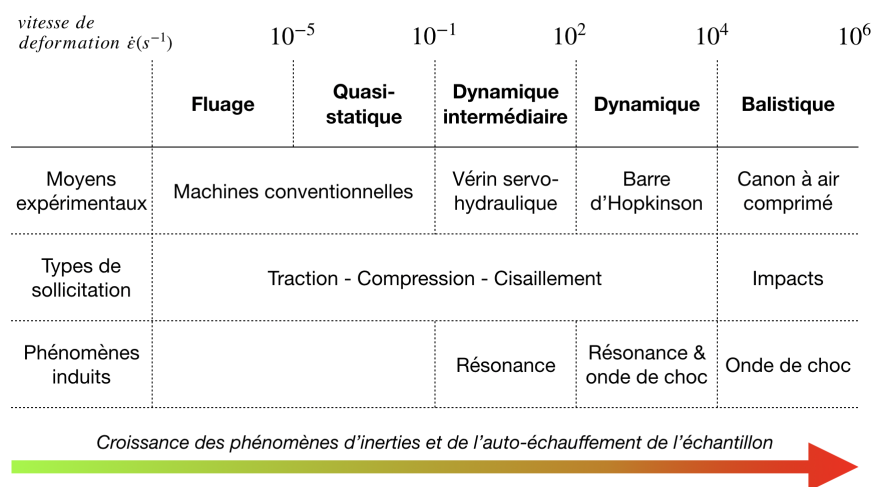 vitesse de
deformation ε̇(s⁻¹) 10⁻⁵ 10⁻¹ 10² 10⁴ 10⁶
Fluage
Quasi-
statique
Dynamique
intermédiaire
Dynamique
Balistique
Moyens
expérimentaux
Machines conventionnelles
Vérin servo-
hydraulique
Barre
d’Hopkinson
Canon à air
comprimé
Types de
sollicitation
Traction - Compression - Cisaillement
Impacts
Phénomènes
induits
Résonance
Résonance &
onde de choc
Onde de choc
Croissance des phénomènes d’inerties et de l’auto-échauffement de l’échantillon